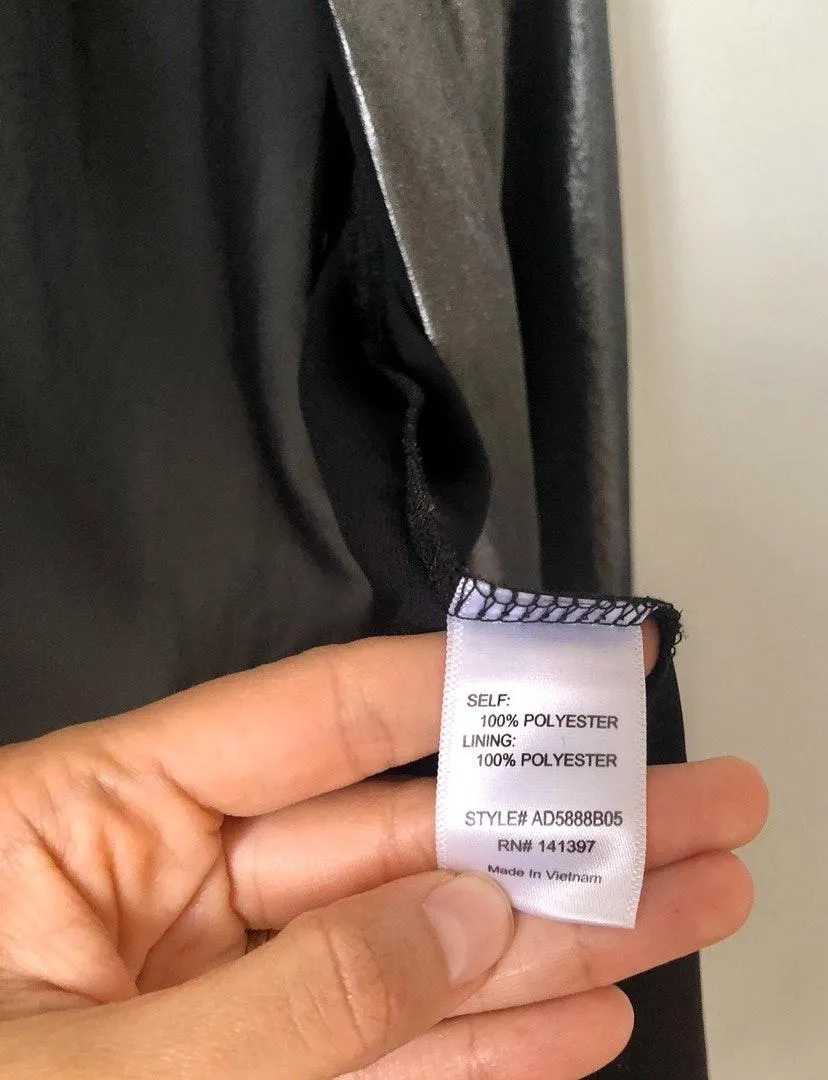 SELF:
100% POLYESTER
LINING:
100% POLYESTER
STYLE# AD5888B05
RN# 141397
Made In Vietnam